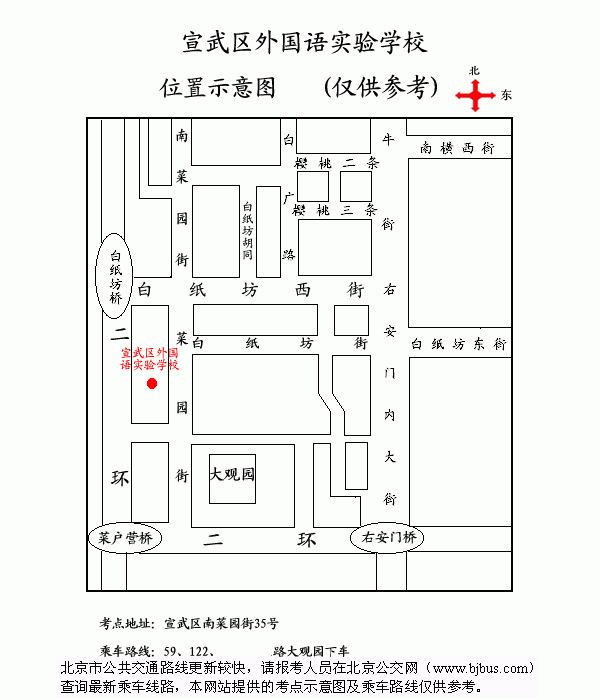 宣武区外国语实验学校
位置示意图 (仅供参考)
北
东
南菜园街
白广路
牛街
南横西街
樱桃二条
樱桃三条
白纸坊胡同
白纸坊桥
白纸坊西街
右安门内大街
二环
宣武区外国
语实验学校
菜园街
白纸坊街
白纸坊东街
大观园
菜户营桥
二环
右安门桥
考点地址: 宣武区南菜园街35号
乘车路线: 59、122、 路大观园下车
北京市公共交通路线更新较快，请报考人员在北京公交网（www.bjbus.com）
查询最新乘车线路，本网站提供的考点示意图及乘车路线仅供参考。